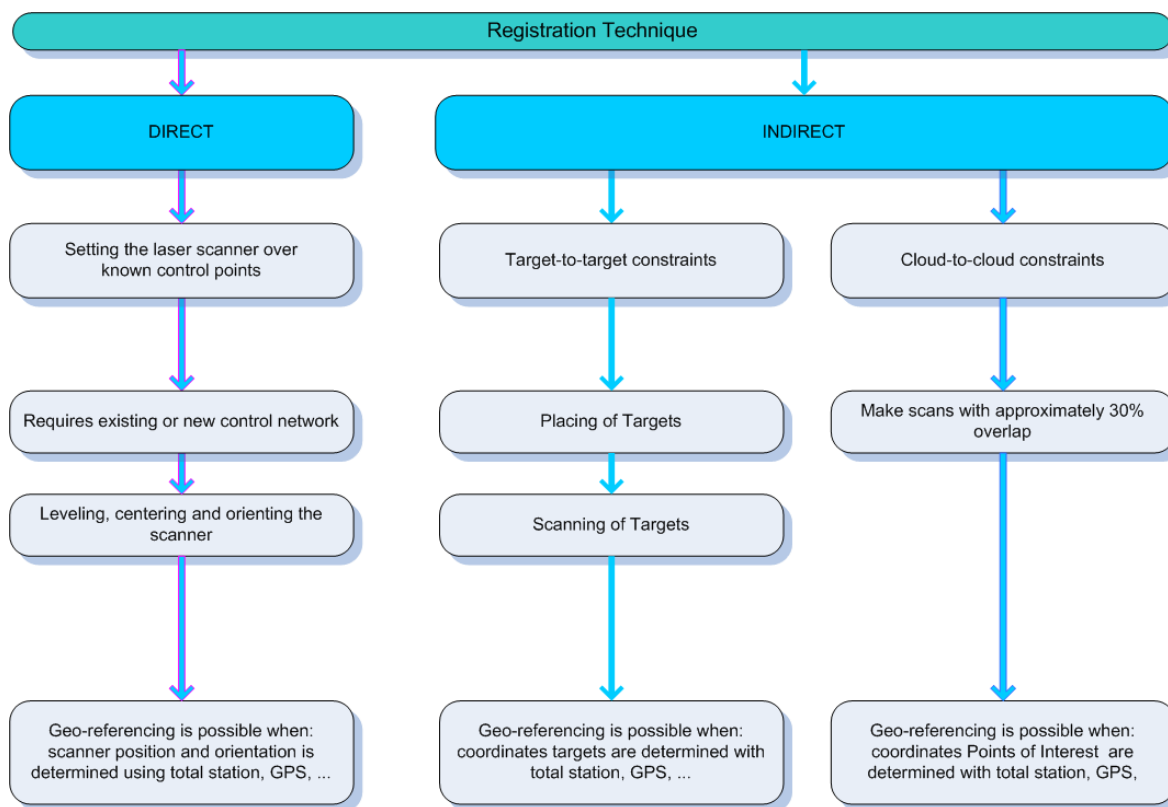 Registration Technique
DIRECT
INDIRECT
Setting the laser scanner over
known control points
Target-to-target constraints
Cloud-to-cloud constraints
Requires existing or new control network
Placing of Targets
Make scans with approximately 30%
overlap
Leveling, centering and orienting the
scanner
Scanning of Targets
Geo-referencing is possible when:
scanner position and orientation is
determined using total station, GPS, ...
Geo-referencing is possible when:
coordinates targets are determined with
total station, GPS, ...
Geo-referencing is possible when:
coordinates Points of Interest are
determined with total station, GPS,